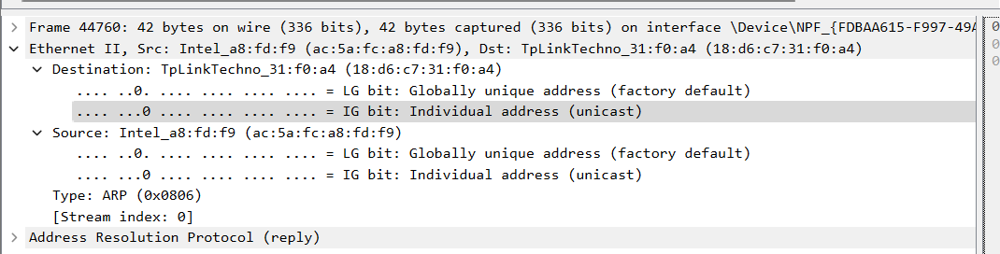 Frame 44760: 42 bytes on wire (336 bits), 42 bytes captured (336 bits) on interface \Device\NPF_{FDBAA615-F997-49A
Ethernet II, Src: Intel_a8:fd:f9 (ac:5a:fc:a8:fd:f9), Dst: TpLinkTechno_31:f0:a4 (18:d6:c7:31:f0:a4)
Destination: TpLinkTechno_31:f0:a4 (18:d6:c7:31:f0:a4)
.... ..0. .... .... .... .... = LG bit: Globally unique address (factory default)
.... ...0 .... .... .... .... = IG bit: Individual address (unicast)
Source: Intel_a8:fd:f9 (ac:5a:fc:a8:fd:f9)
.... ..0. .... .... .... .... = LG bit: Globally unique address (factory default)
.... ...0 .... .... .... .... = IG bit: Individual address (unicast)
Type: ARP (0x0806)
[Stream index: 0]
Address Resolution Protocol (reply)